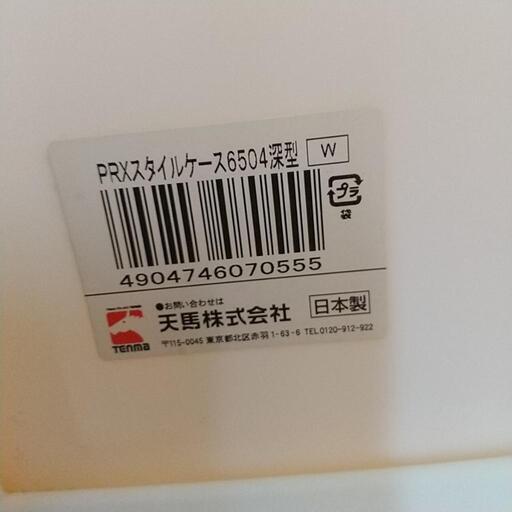 PRXスタイルケース6504深型 W
プラ
袋
4904746070555
●お問い合わせは
天馬株式会社 日本製
TENMA
〒115-0045 東京都北区赤羽1-63-6 TEL.0120-912-922